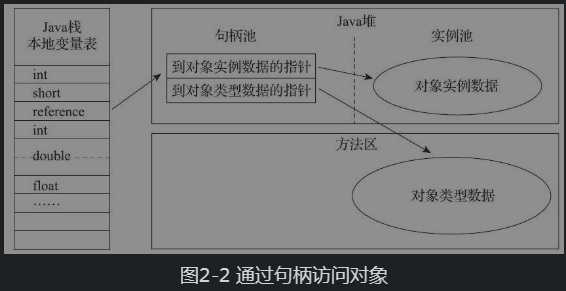 Java栈
本地变量表
int
short
reference
int
double
float
……
Java堆
句柄池
实例池
到对象实例数据的指针
到对象类型数据的指针
对象实例数据
方法区
对象类型数据
图2-2 通过句柄访问对象